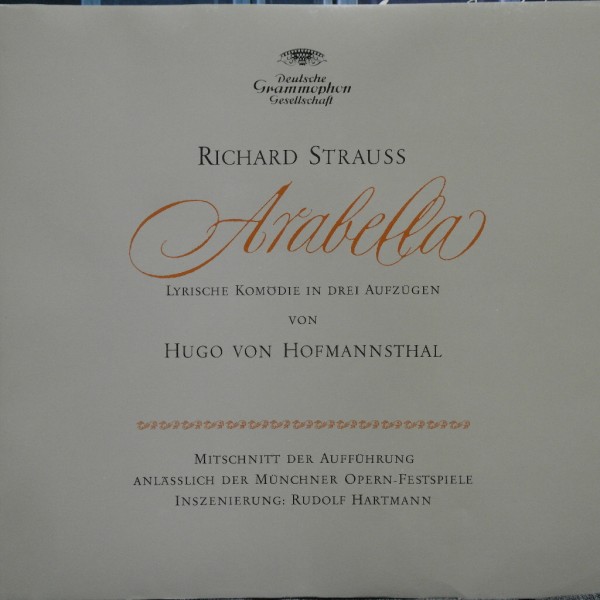 Deutsche
Grammophon
Gesellschaft
RICHARD STRAUSS
Arabella
LYRISCHE KOMÖDIE IN DREI AUFZÜGEN
VON
HUGO VON HOFMANNSTHAL
MITSCHNITT DER AUFFÜHRUNG
ANLÄSSLICH DER MÜNCHNER OPERN-FESTSPIELE
INSZENIERUNG: RUDOLF HARTMANN